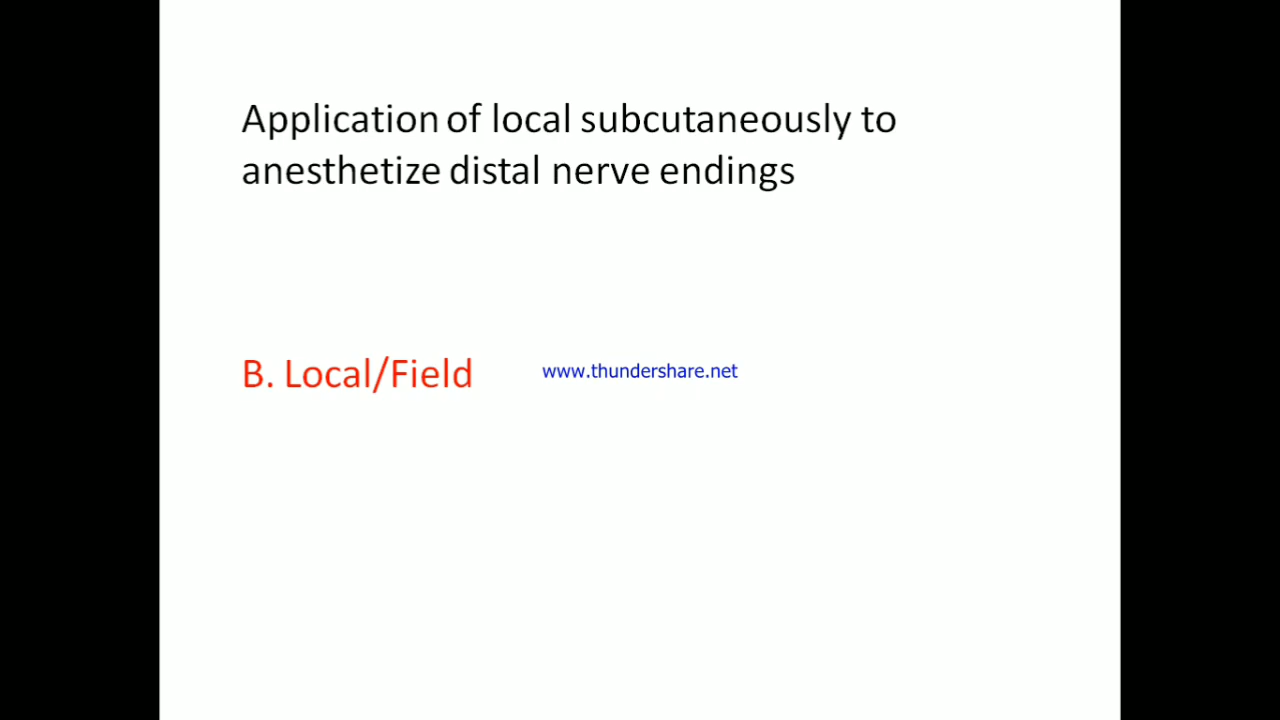 Application of local subcutaneously to
anesthetize distal nerve endings
B. Local/Field
www.thundershare.net